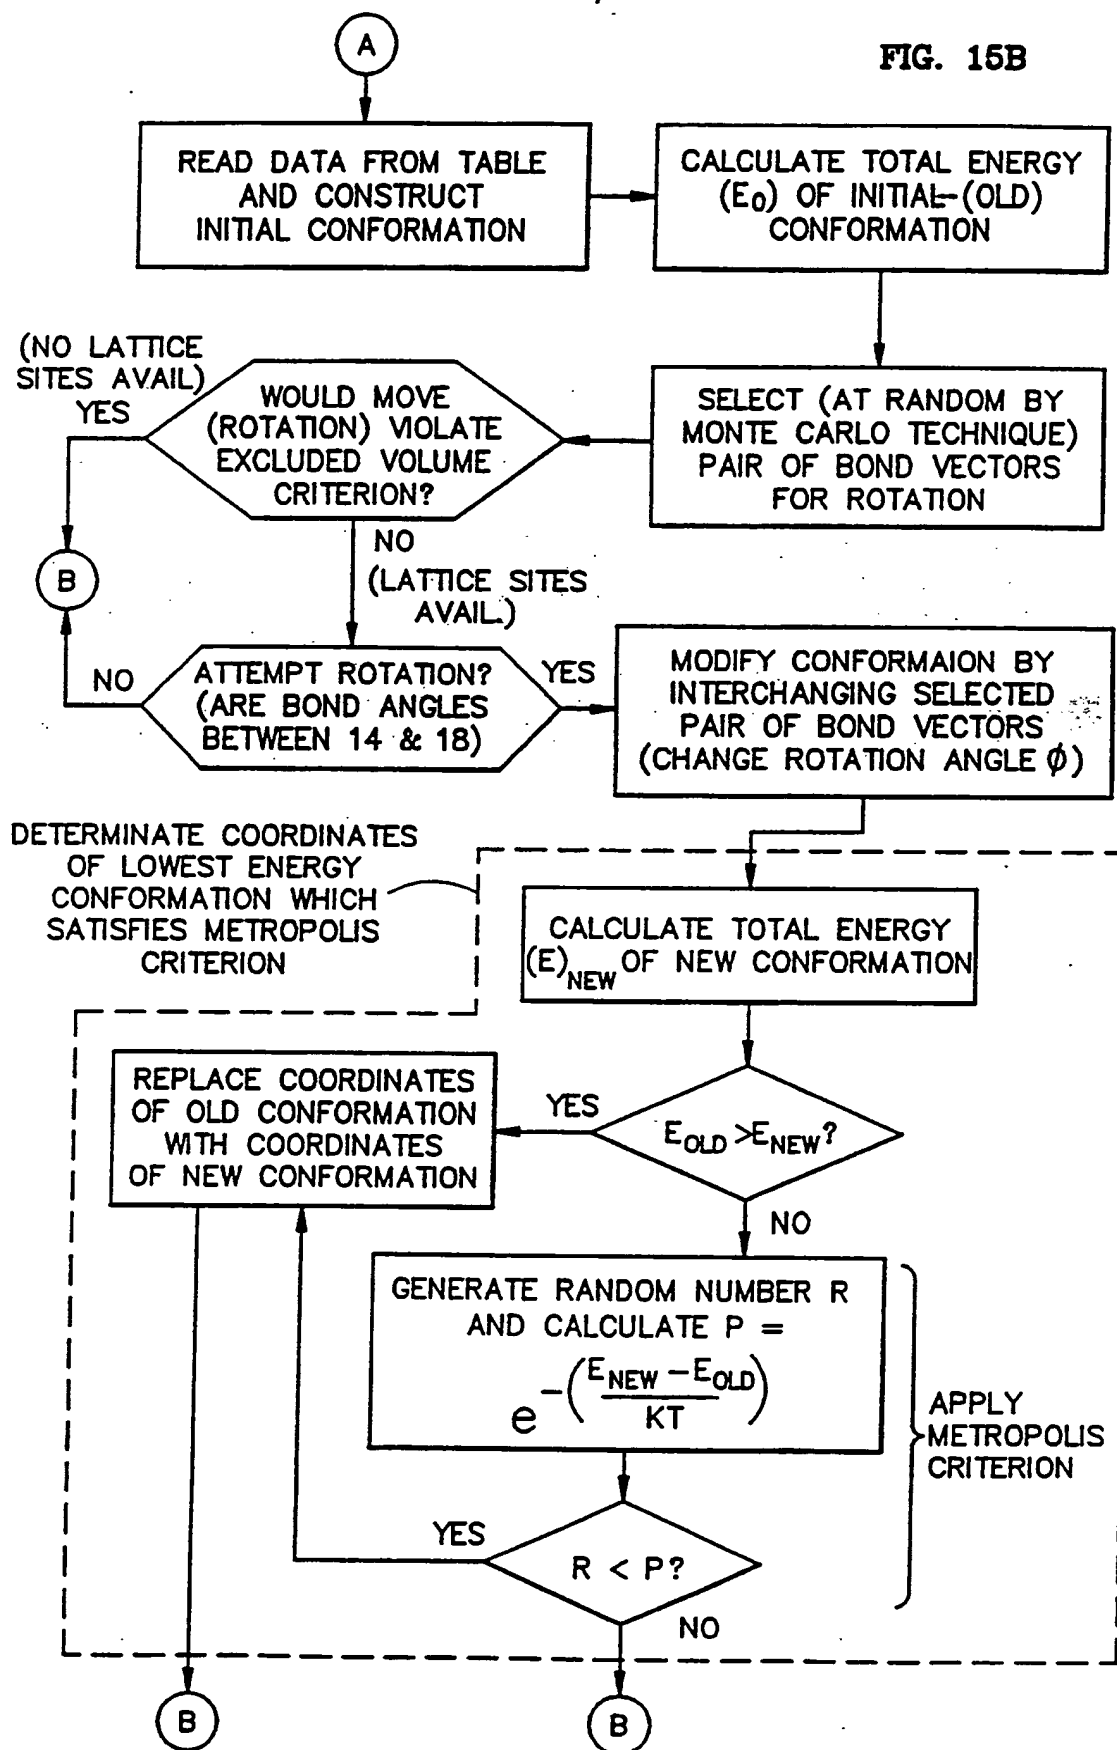 A
FIG. 15B
READ DATA FROM TABLE
AND CONSTRUCT
INITIAL CONFORMATION
CALCULATE TOTAL ENERGY
(E0) OF INITIAL-(OLD)
CONFORMATION
(NO LATTICE
SITES AVAIL)
YES
WOULD MOVE
(ROTATION) VIOLATE
EXCLUDED VOLUME
CRITERION?
SELECT (AT RANDOM BY
MONTE CARLO TECHNIQUE)
PAIR OF BOND VECTORS
FOR ROTATION
NO
(LATTICE SITES
AVAIL.)
B
NO
ATTEMPT ROTATION?
(ARE BOND ANGLES
BETWEEN 14 & 18)
YES
MODIFY CONFORMAION BY
INTERCHANGING SELECTED
PAIR OF BOND VECTORS
(CHANGE ROTATION ANGLE ϕ)
DETERMINATE COORDINATES
OF LOWEST ENERGY
CONFORMATION WHICH
SATISFIES METROPOLIS
CRITERION
CALCULATE TOTAL ENERGY
(E)NEW OF NEW CONFORMATION
REPLACE COORDINATES
OF OLD CONFORMATION
WITH COORDINATES
OF NEW CONFORMATION
YES
EOLD >ENEW?
NO
GENERATE RANDOM NUMBER R
AND CALCULATE P =
e-(ENEW - EOLD / KT)
APPLY
METROPOLIS
CRITERION
YES
R < P?
NO
B
B